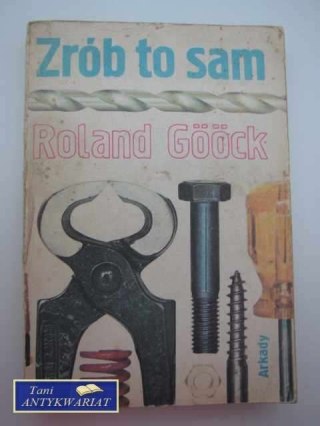 Zrób to sam
Roland Gööck
Arkady
Tani
ANTYKWARIAT